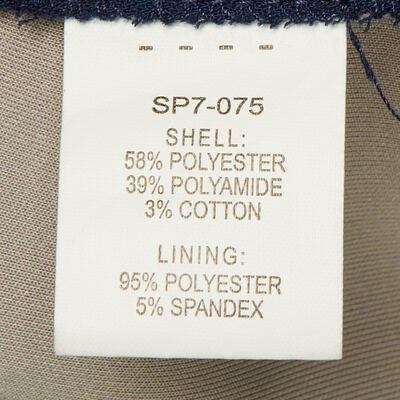 SP7-075
SHELL:
58% POLYESTER
39% POLYAMIDE
3% COTTON
LINING:
95% POLYESTER
5% SPANDEX